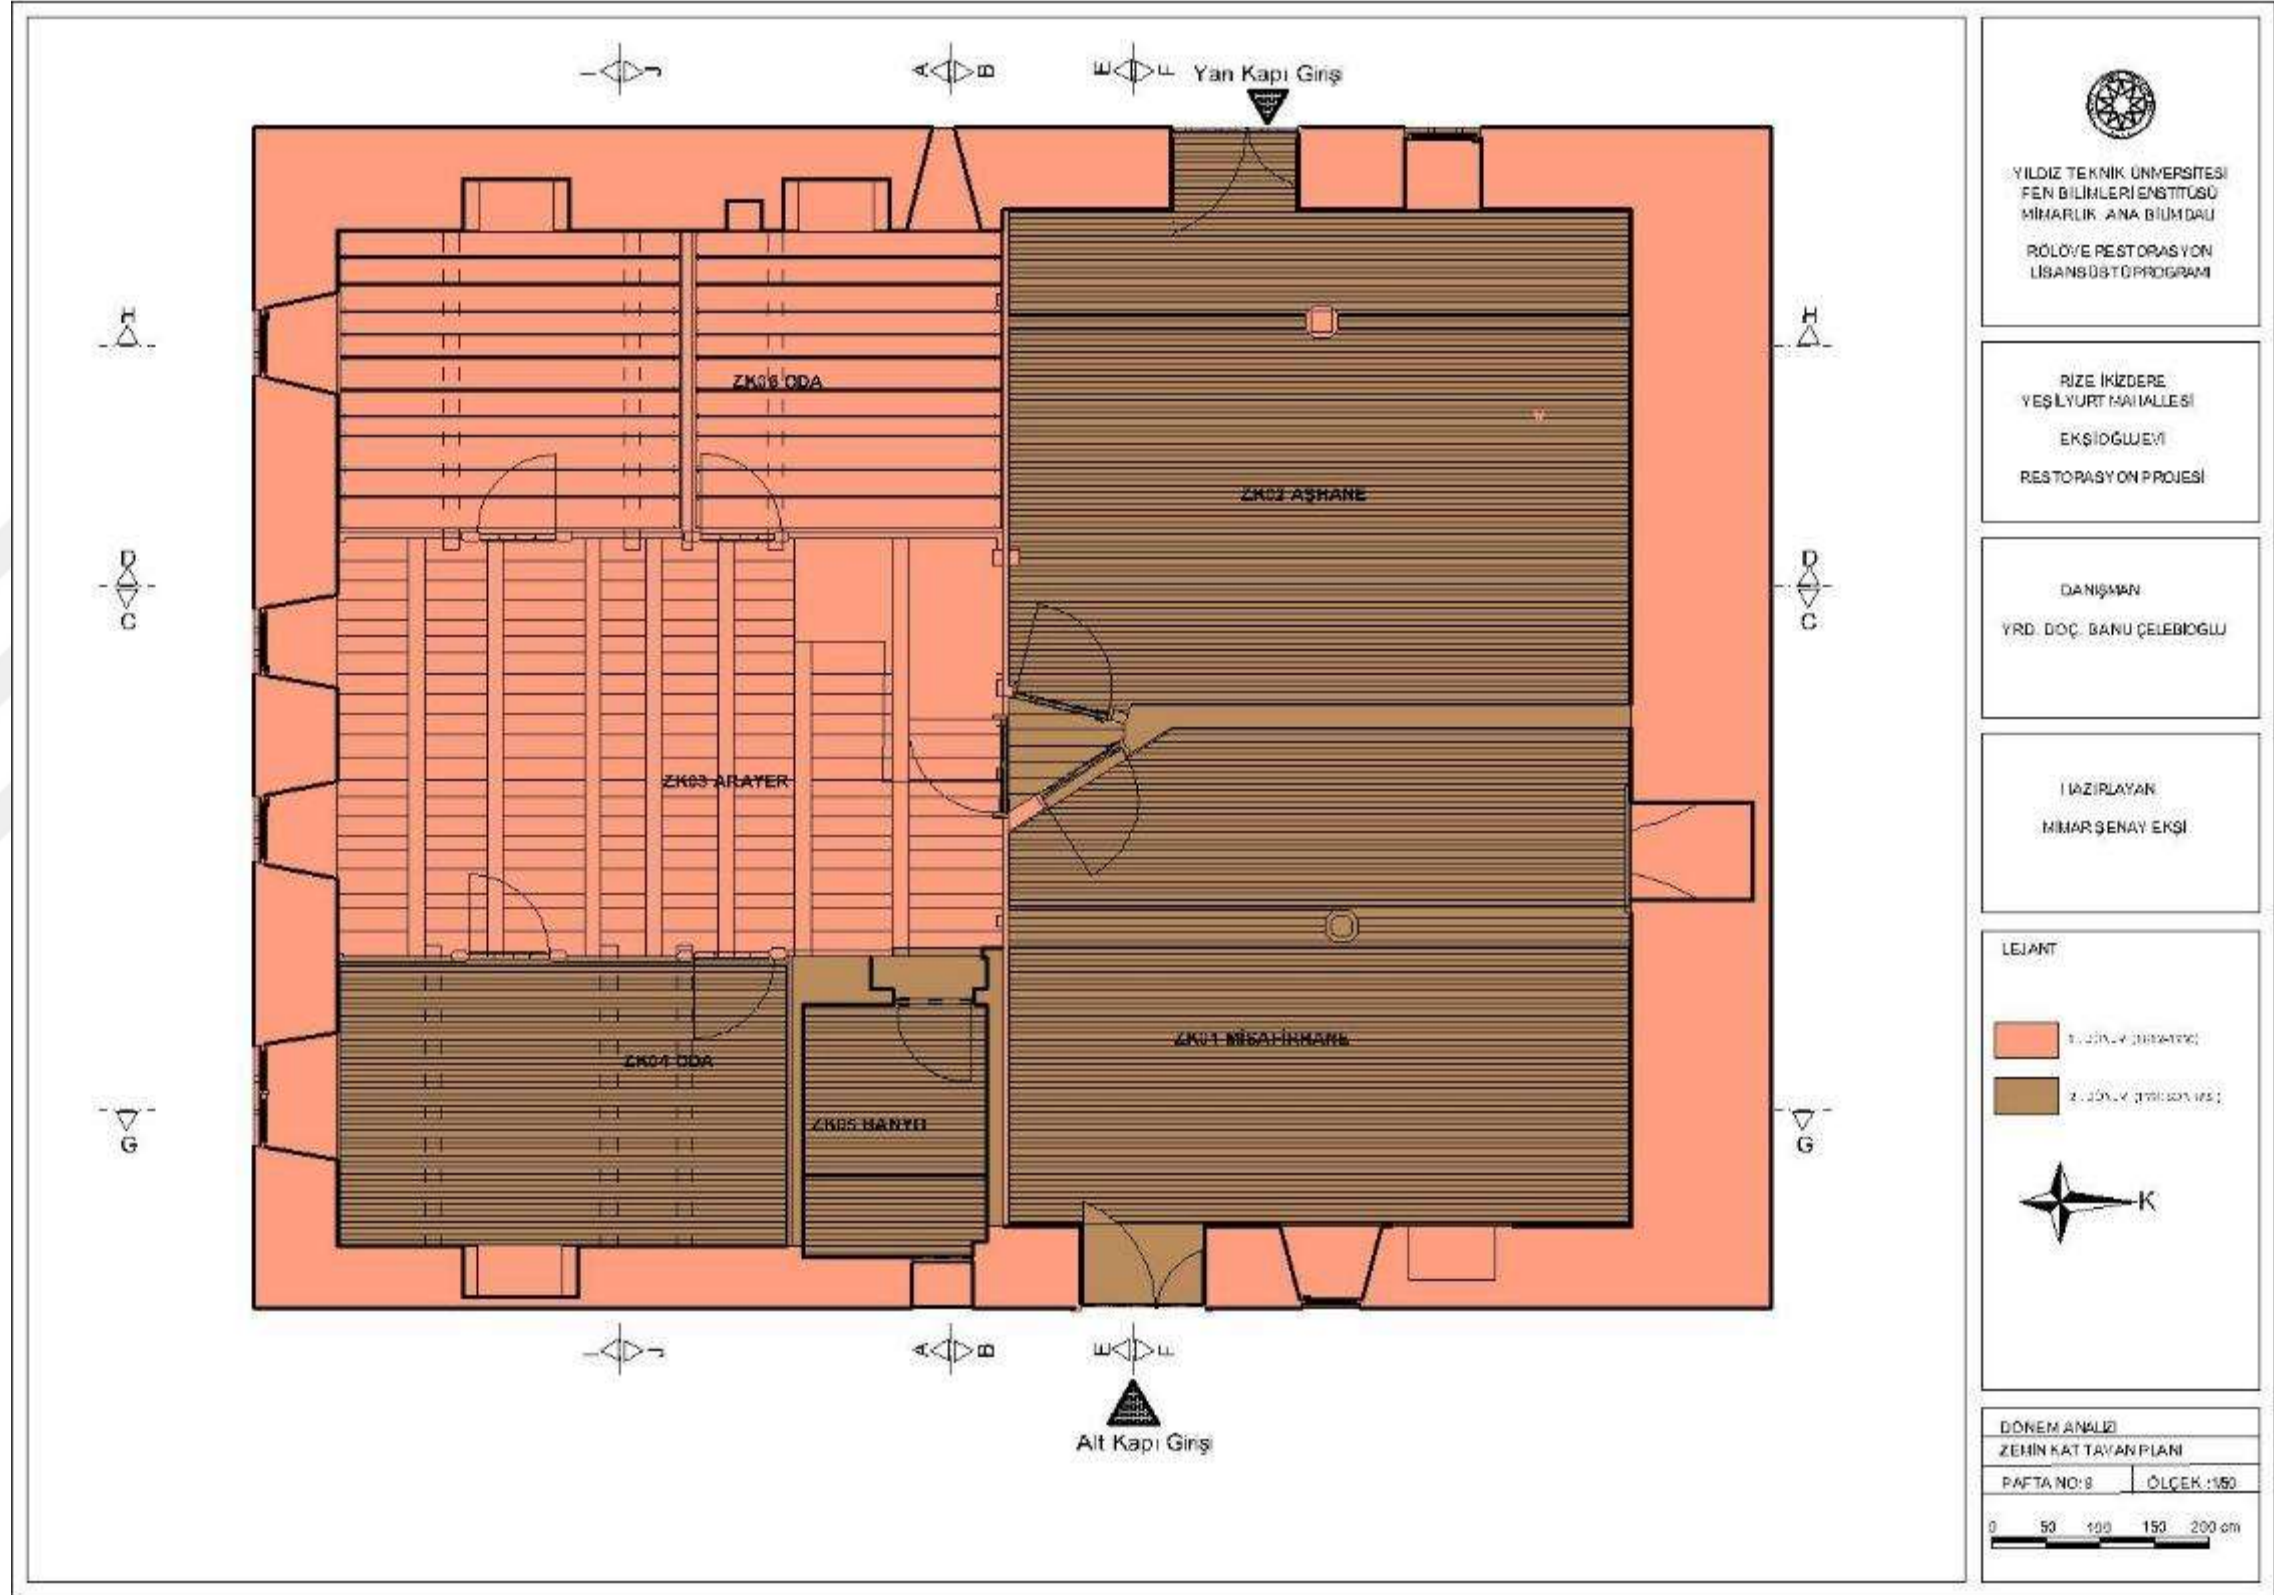 I J
A B
E F
Yan Kapı Girişi
H
H
ZK06 ODA
ZK02 AŞHANE
D
C
D
C
ZK03 ARAYER
ZK04 ODA
ZK05 BANYO
ZK01 MİSAFİRHANE
G
G
I J
A B
E F
Alt Kapı Girişi
YILDIZ TEKNİK ÜNİVERSİTESİ
FEN BİLİMLERİ ENSTİTÜSÜ
MİMARLIK ANA BİLİM DALI
RÖLÖVE RESTORASYON
LİSANSÜSTÜ PROGRAMI
RİZE İKİZDERE
YEŞİLYURT MAHALLESİ
EKŞİOĞLU EVİ
RESTORASYON PROJESİ
DANIŞMAN
YRD. DOÇ. BANU ÇELEBİOĞLU
HAZIRLAYAN
MİMAR ŞENAY EKŞİ
LEJANT
K
DÖNEM ANALİZİ
ZEMİN KAT TAVAN PLANI
PAFTA NO: ÖLÇEK :1/50
0 50 100 150 200 cm